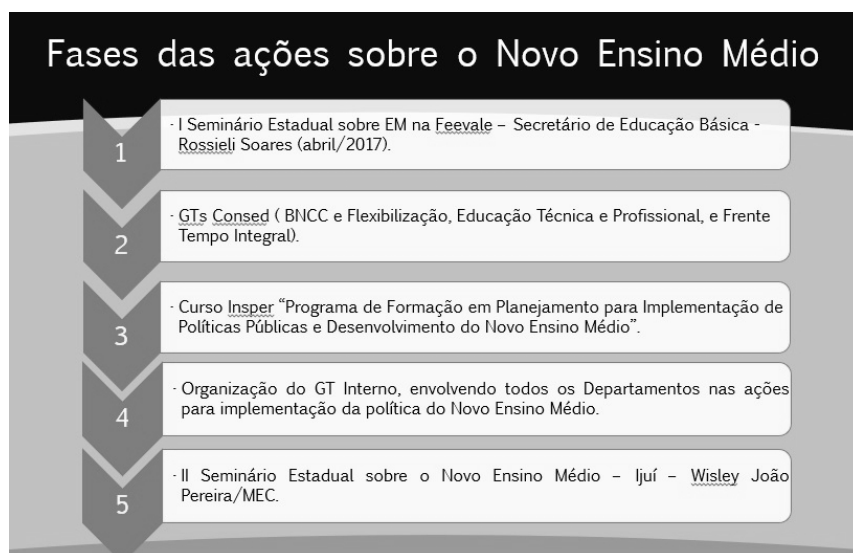 Fases das ações sobre o Novo Ensino Médio
1
· I Seminário Estadual sobre EM na Feevale – Secretário de Educação Básica -
Rossieli Soares (abril/2017).
2
· GTs Consed ( BNCC e Flexibilização, Educação Técnica e Profissional, e Frente
Tempo Integral).
3
· Curso Insper “Programa de Formação em Planejamento para Implementação de
Políticas Públicas e Desenvolvimento do Novo Ensino Médio”.
4
· Organização do GT Interno, envolvendo todos os Departamentos nas ações
para implementação da política do Novo Ensino Médio.
5
· II Seminário Estadual sobre o Novo Ensino Médio – Ijuí – Wisley João
Pereira/MEC.